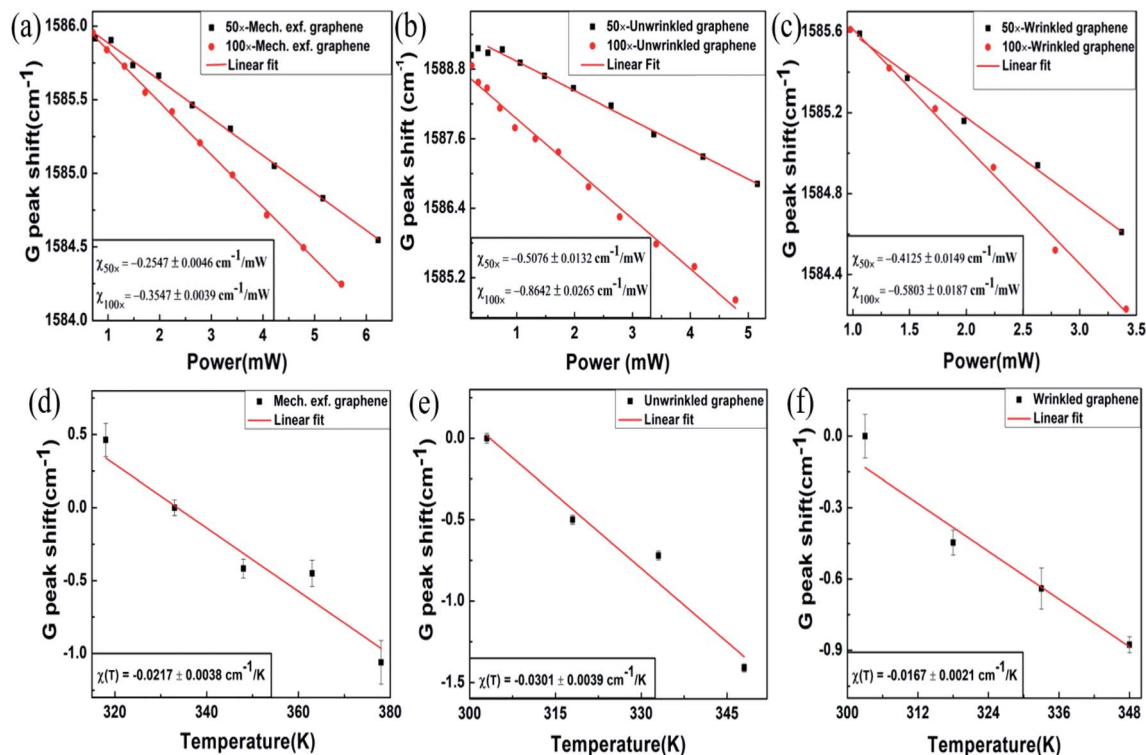 (a)
50×-Mech. exf. graphene
100×-Mech. exf. graphene
Linear fit
G peak shift(cm⁻¹)
1586.0
1585.5
1585.0
1584.5
1584.0
χ50× = −0.2547 ± 0.0046 cm⁻¹/mW
χ100× = −0.3547 ± 0.0039 cm⁻¹/mW
1 2 3 4 5 6
Power(mW)
(b)
50×-Unwrinkled graphene
100×-Unwrinkled graphene
Linear Fit
G peak shift (cm⁻¹)
1588.8
1587.6
1586.4
1585.2
χ50× = −0.5076 ± 0.0132 cm⁻¹/mW
χ100× = −0.8642 ± 0.0265 cm⁻¹/mW
1 2 3 4 5
Power (mW)
(c)
50×-Wrinkled graphene
100×-Wrinkled graphene
Linear fit
G peak shift(cm⁻¹)
1585.6
1585.2
1584.8
1584.4
χ50× = −0.4125 ± 0.0149 cm⁻¹/mW
χ100× = −0.5803 ± 0.0187 cm⁻¹/mW
1.0 1.5 2.0 2.5 3.0 3.5
Power(mW)
(d)
Mech. exf. graphene
Linear fit
G peak shift(cm⁻¹)
0.5
0.0
-0.5
-1.0
χ(T) = -0.0217 ± 0.0038 cm⁻¹/K
320 340 360 380
Temperature(K)
(e)
Unwrinkled graphene
Linear fit
G peak shift(cm⁻¹)
0.0
-0.5
-1.0
-1.5
χ(T) = -0.0301 ± 0.0039 cm⁻¹/K
300 315 330 345
Temperature(K)
(f)
Wrinkled graphene
Linear fit
G peak shift(cm⁻¹)
0.0
-0.3
-0.6
-0.9
χ(T) = -0.0167 ± 0.0021 cm⁻¹/K
300 312 324 336 348
Temperature(K)